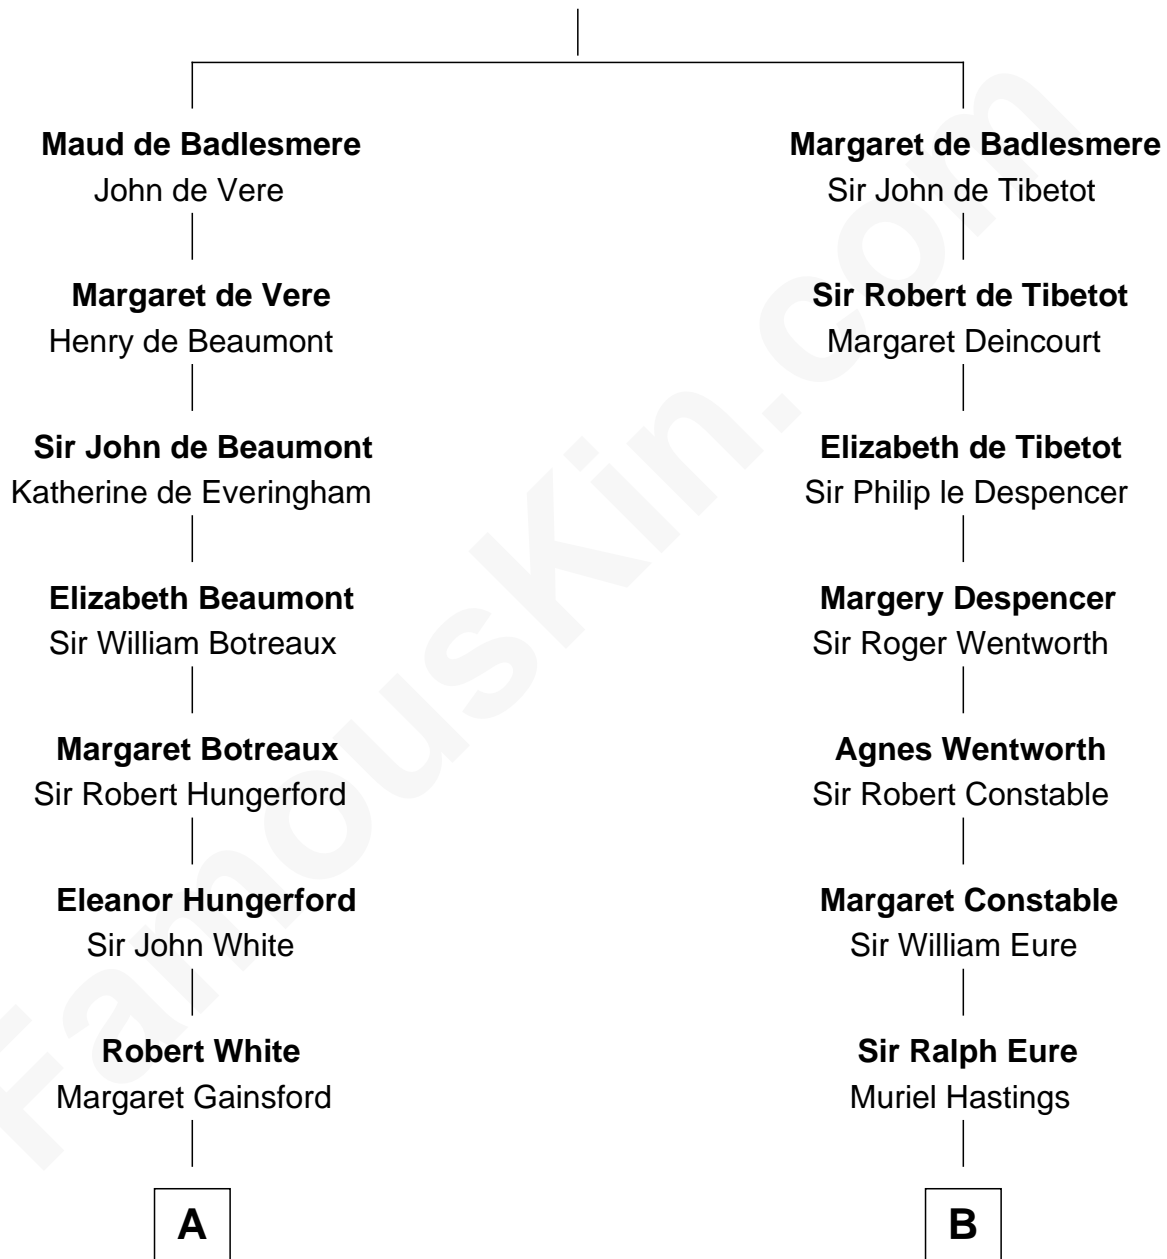 Maud de Badlesmere
John de Vere
Margaret de Badlesmere
Sir John de Tibetot
Margaret de Vere
Henry de Beaumont
Sir Robert de Tibetot
Margaret Deincourt
Sir John de Beaumont
Katherine de Everingham
Elizabeth de Tibetot
Sir Philip le Despencer
Elizabeth Beaumont
Sir William Botreaux
Margery Despencer
Sir Roger Wentworth
Margaret Botreaux
Sir Robert Hungerford
Agnes Wentworth
Sir Robert Constable
Eleanor Hungerford
Sir John White
Margaret Constable
Sir William Eure
Robert White
Margaret Gainsford
Sir Ralph Eure
Muriel Hastings
A
B
FamousKin.com